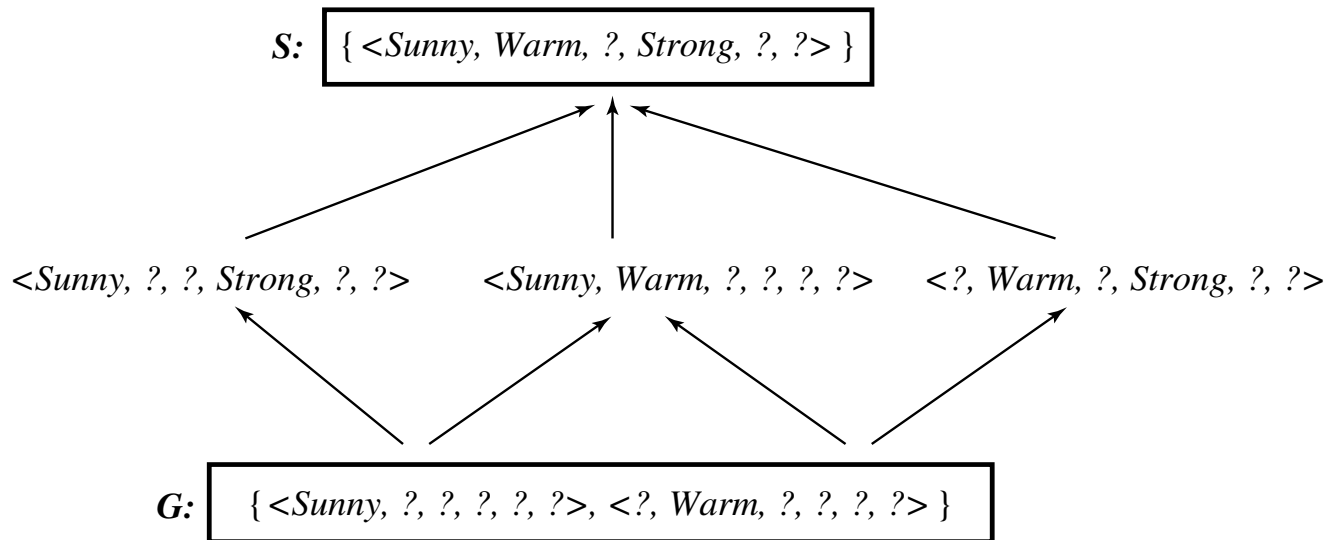 S: { <Sunny, Warm, ?, Strong, ?, ?> }
<Sunny, ?, ?, Strong, ?, ?> <Sunny, Warm, ?, ?, ?, ?> <?, Warm, ?, Strong, ?, ?>
G: { <Sunny, ?, ?, ?, ?, ?>, <?, Warm, ?, ?, ?, ?> }